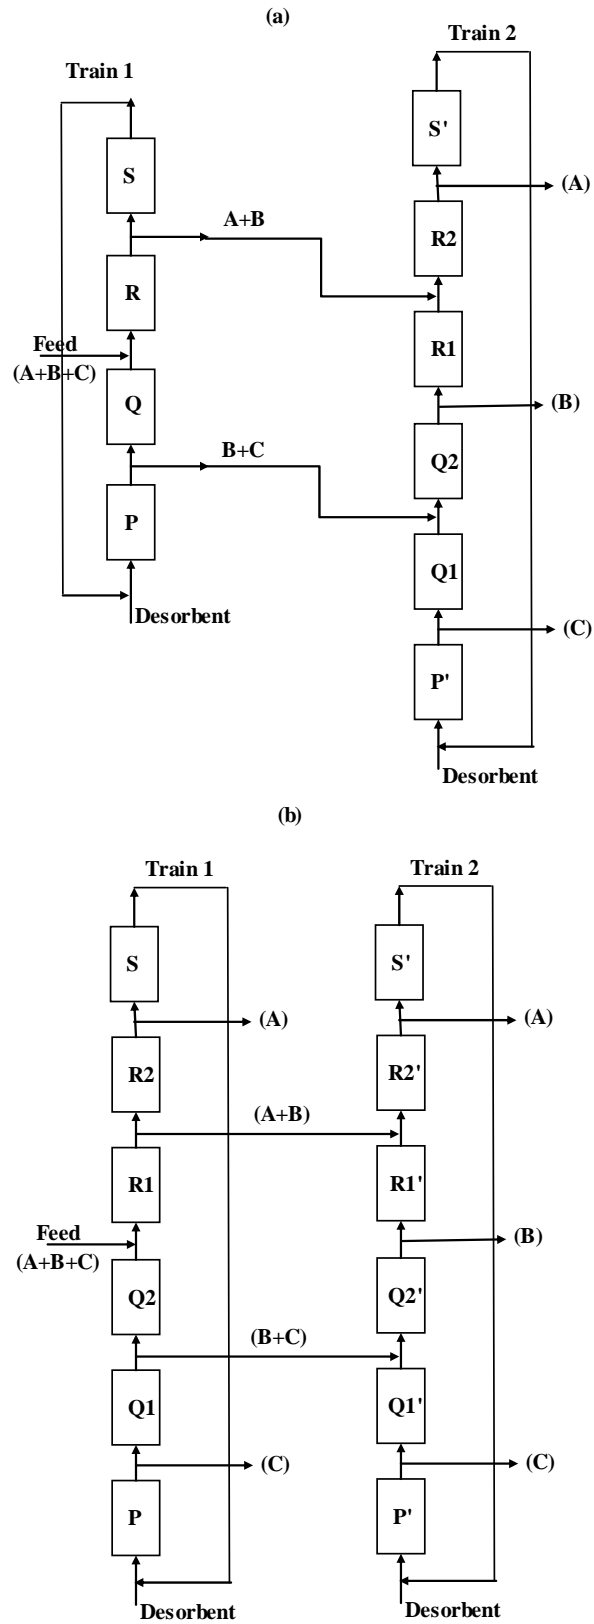 (a)
Train 2
Train 1
S'
S
(A)
A+B
R2
R
R1
Feed
(A+B+C)
Q
(B)
B+C
Q2
P
Q1
Desorbent
(C)
P'
Desorbent
(b)
Train 1
Train 2
S
S'
(A)
(A)
R2
R2'
(A+B)
R1
R1'
Feed
(A+B+C)
(B)
Q2
Q2'
(B+C)
Q1
Q1'
(C)
(C)
P
P'
Desorbent
Desorbent